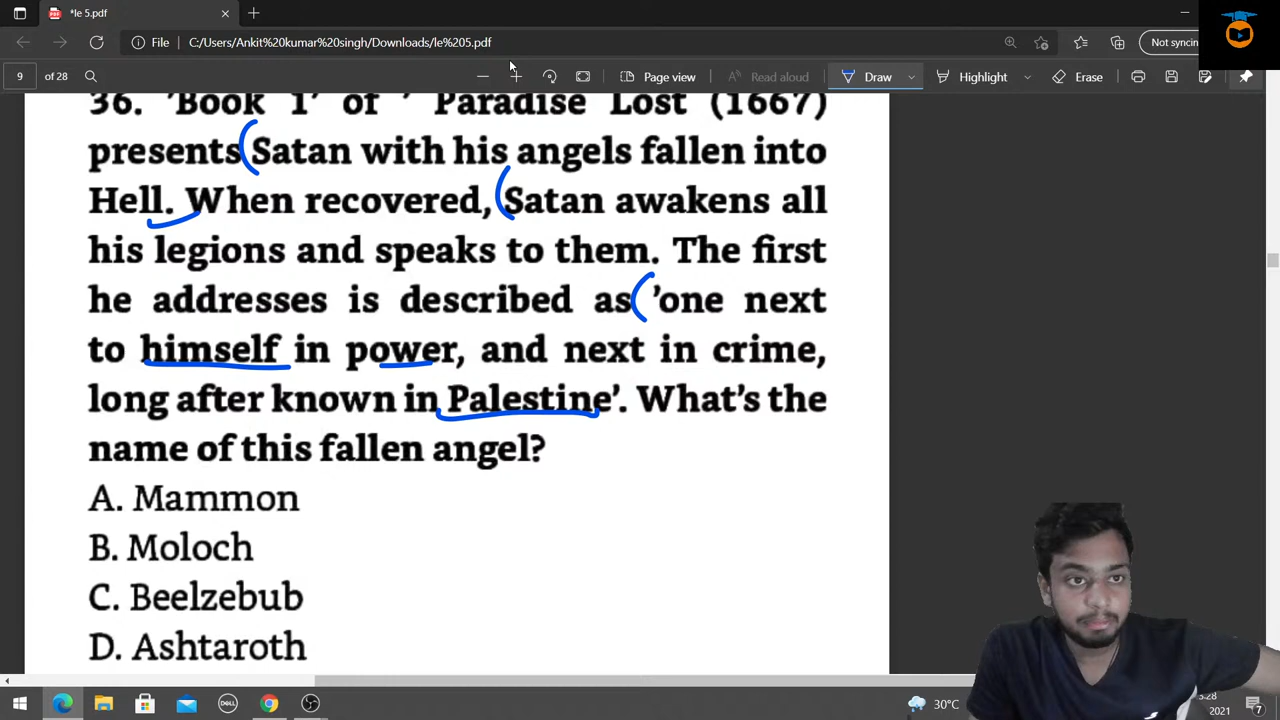 *le 5.pdf
File C:/Users/Ankit%20kumar%20singh/Downloads/le%205.pdf
Not syncing
9 of 28
Page view
Read aloud
Draw
Highlight
Erase
36. 'Book 1' of ' Paradise Lost (1667)
presents Satan with his angels fallen into
Hell. When recovered, Satan awakens all
his legions and speaks to them. The first
he addresses is described as 'one next
to himself in power, and next in crime,
long after known in Palestine'. What's the
name of this fallen angel?
A. Mammon
B. Moloch
C. Beelzebub
D. Ashtaroth
DELL
30°C
2021
7